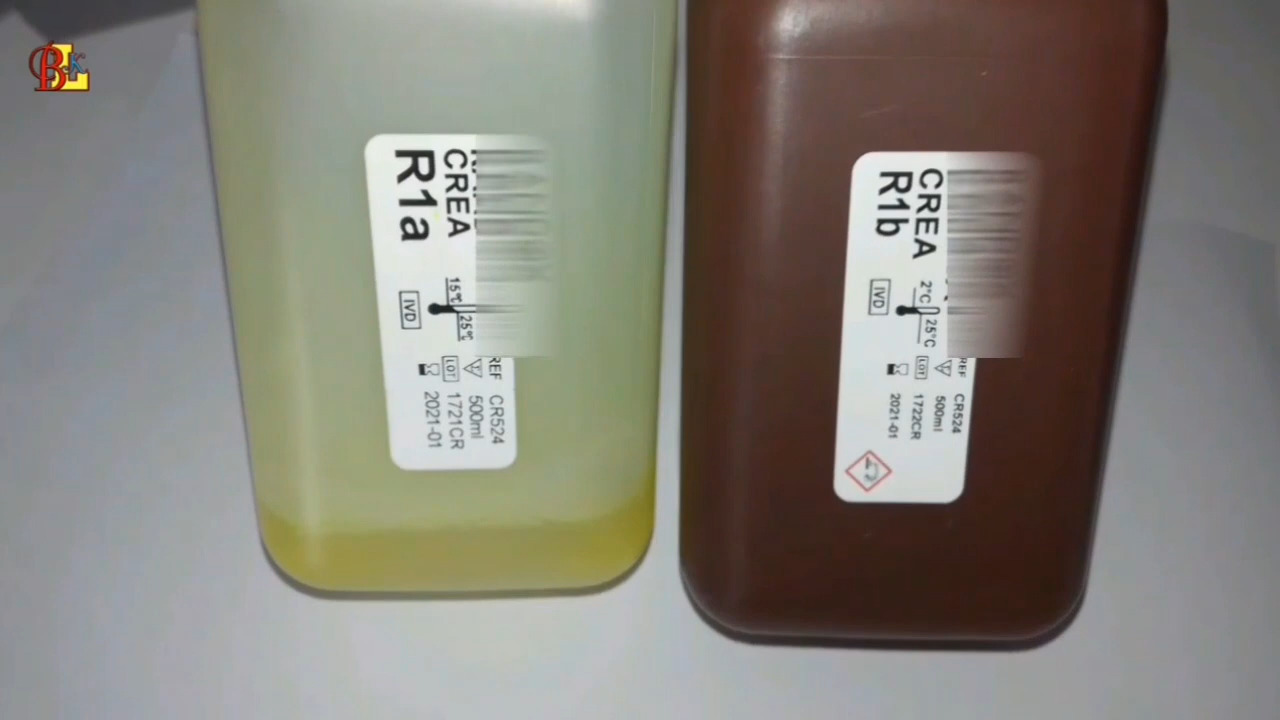 CREA
R1a
15℃
25℃
IVD
REF CR524
500ml
LOT 1721CR
2021-01
CREA
R1b
2°C
25°C
IVD
REF CR524
500ml
LOT 1722CR
2021-01